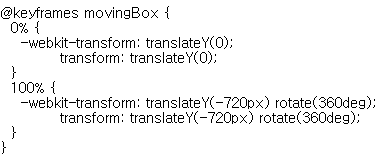 @keyframes movingBox {
  0% {
    -webkit-transform: translateY(0);
            transform: translateY(0);
  }
  100% {
    -webkit-transform: translateY(-720px) rotate(360deg);
            transform: translateY(-720px) rotate(360deg);
  }
}